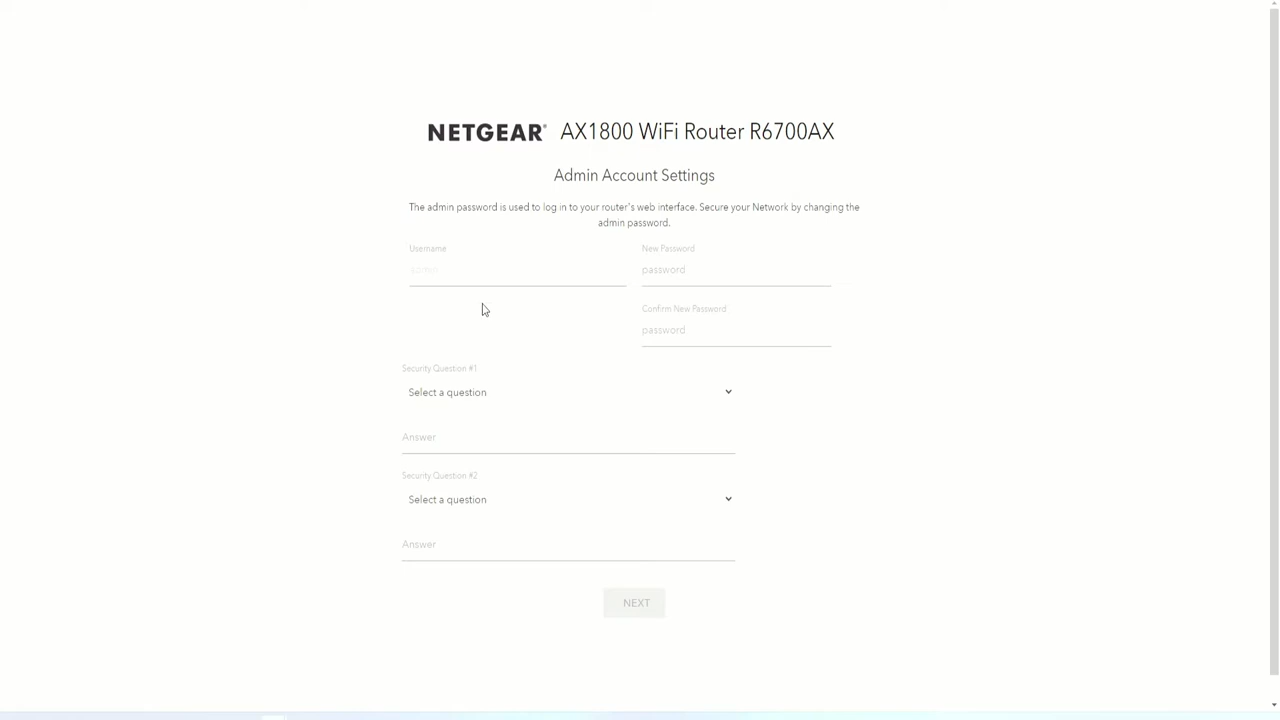 NETGEAR® AX1800 WiFi Router R6700AX
Admin Account Settings
The admin password is used to log in to your router's web interface. Secure your Network by changing the
admin password.
Username New Password
admin password
Confirm New Password
password
Security Question #1
Select a question
Answer
Security Question #2
Select a question
Answer
NEXT